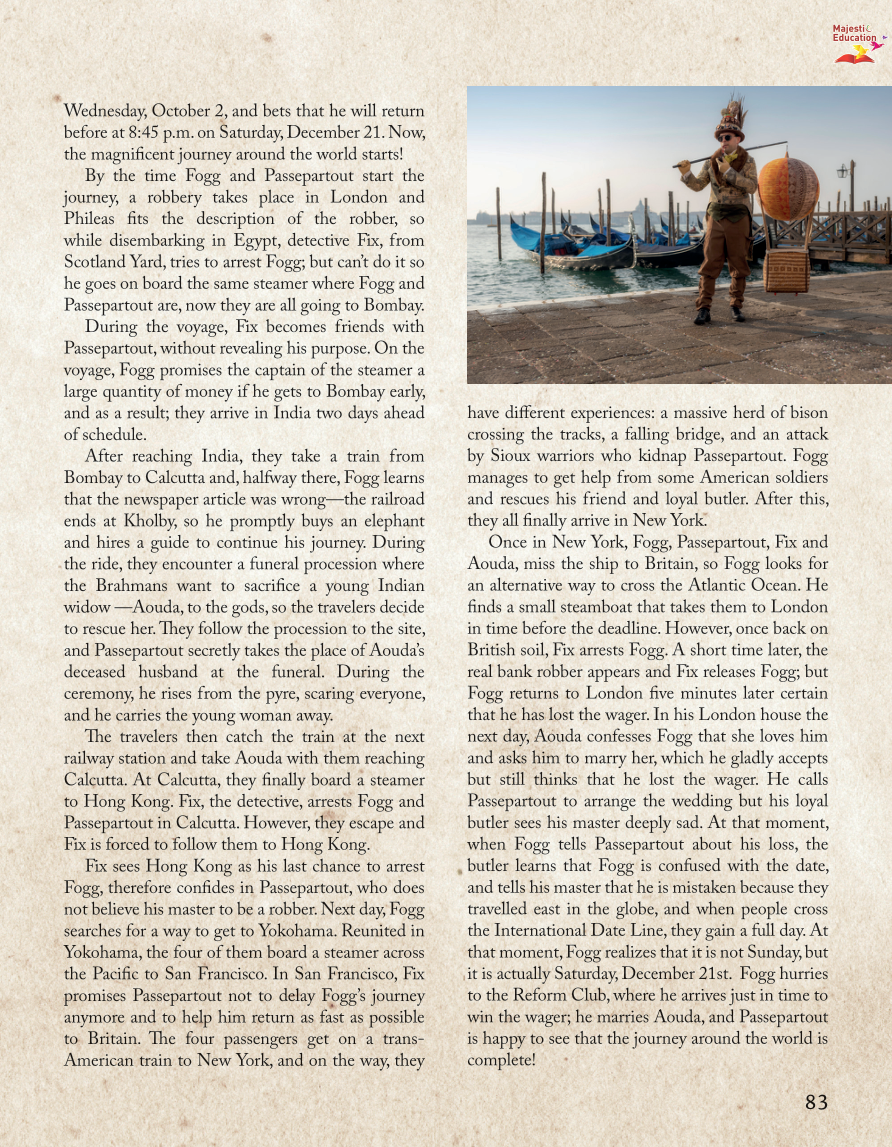 Majestic
Education
Wednesday, October 2, and bets that he will return
before at 8:45 p.m. on Saturday, December 21. Now,
the magnificent journey around the world starts!
By the time Fogg and Passepartout start the
journey, a robbery takes place in London and
Phileas fits the description of the robber, so
while disembarking in Egypt, detective Fix, from
Scotland Yard, tries to arrest Fogg; but can't do it so
he goes on board the same steamer where Fogg and
Passepartout are, now they are all going to Bombay.
During the voyage, Fix becomes friends with
Passepartout, without revealing his purpose. On the
voyage, Fogg promises the captain of the steamer a
large quantity of money if he gets to Bombay early,
and as a result; they arrive in India two days ahead
of schedule.
After reaching India, they take a train from
Bombay to Calcutta and, halfway there, Fogg learns
that the newspaper article was wrong—the railroad
ends at Kholby, so he promptly buys an elephant
and hires a guide to continue his journey. During
the ride, they encounter a funeral procession where
the Brahmans want to sacrifice a young Indian
widow —Aouda, to the gods, so the travelers decide
to rescue her. They follow the procession to the site,
and Passepartout secretly takes the place of Aouda's
deceased husband at the funeral. During the
ceremony, he rises from the pyre, scaring everyone,
and he carries the young woman away.
The travelers then catch the train at the next
railway station and take Aouda with them reaching
Calcutta. At Calcutta, they finally board a steamer
to Hong Kong. Fix, the detective, arrests Fogg and
Passepartout in Calcutta. However, they escape and
Fix is forced to follow them to Hong Kong.
Fix sees Hong Kong as his last chance to arrest
Fogg, therefore confides in Passepartout, who does
not believe his master to be a robber. Next day, Fogg
searches for a way to get to Yokohama. Reunited in
Yokohama, the four of them board a steamer across
the Pacific to San Francisco. In San Francisco, Fix
promises Passepartout not to delay Fogg's journey
anymore and to help him return as fast as possible
to Britain. The four passengers get on a trans-
American train to New York, and on the way, they
have different experiences: a massive herd of bison
crossing the tracks, a falling bridge, and an attack
by Sioux warriors who kidnap Passepartout. Fogg
manages to get help from some American soldiers
and rescues his friend and loyal butler. After this,
they all finally arrive in New York.
Once in New York, Fogg, Passepartout, Fix and
Aouda, miss the ship to Britain, so Fogg looks for
an alternative way to cross the Atlantic Ocean. He
finds a small steamboat that takes them to London
in time before the deadline. However, once back on
British soil, Fix arrests Fogg. A short time later, the
real bank robber appears and Fix releases Fogg; but
Fogg returns to London five minutes later certain
that he has lost the wager. In his London house the
next day, Aouda confesses Fogg that she loves him
and asks him to marry her, which he gladly accepts
but still thinks that he lost the wager. He calls
Passepartout to arrange the wedding but his loyal
butler sees his master deeply sad. At that moment,
when Fogg tells Passepartout about his loss, the
butler learns that Fogg is confused with the date,
and tells his master that he is mistaken because they
travelled east in the globe, and when people cross
the International Date Line, they gain a full day. At
that moment, Fogg realizes that it is not Sunday, but
it is actually Saturday, December 21st. Fogg hurries
to the Reform Club, where he arrives just in time to
win the wager; he marries Aouda, and Passepartout
is happy to see that the journey around the world is
complete!
83